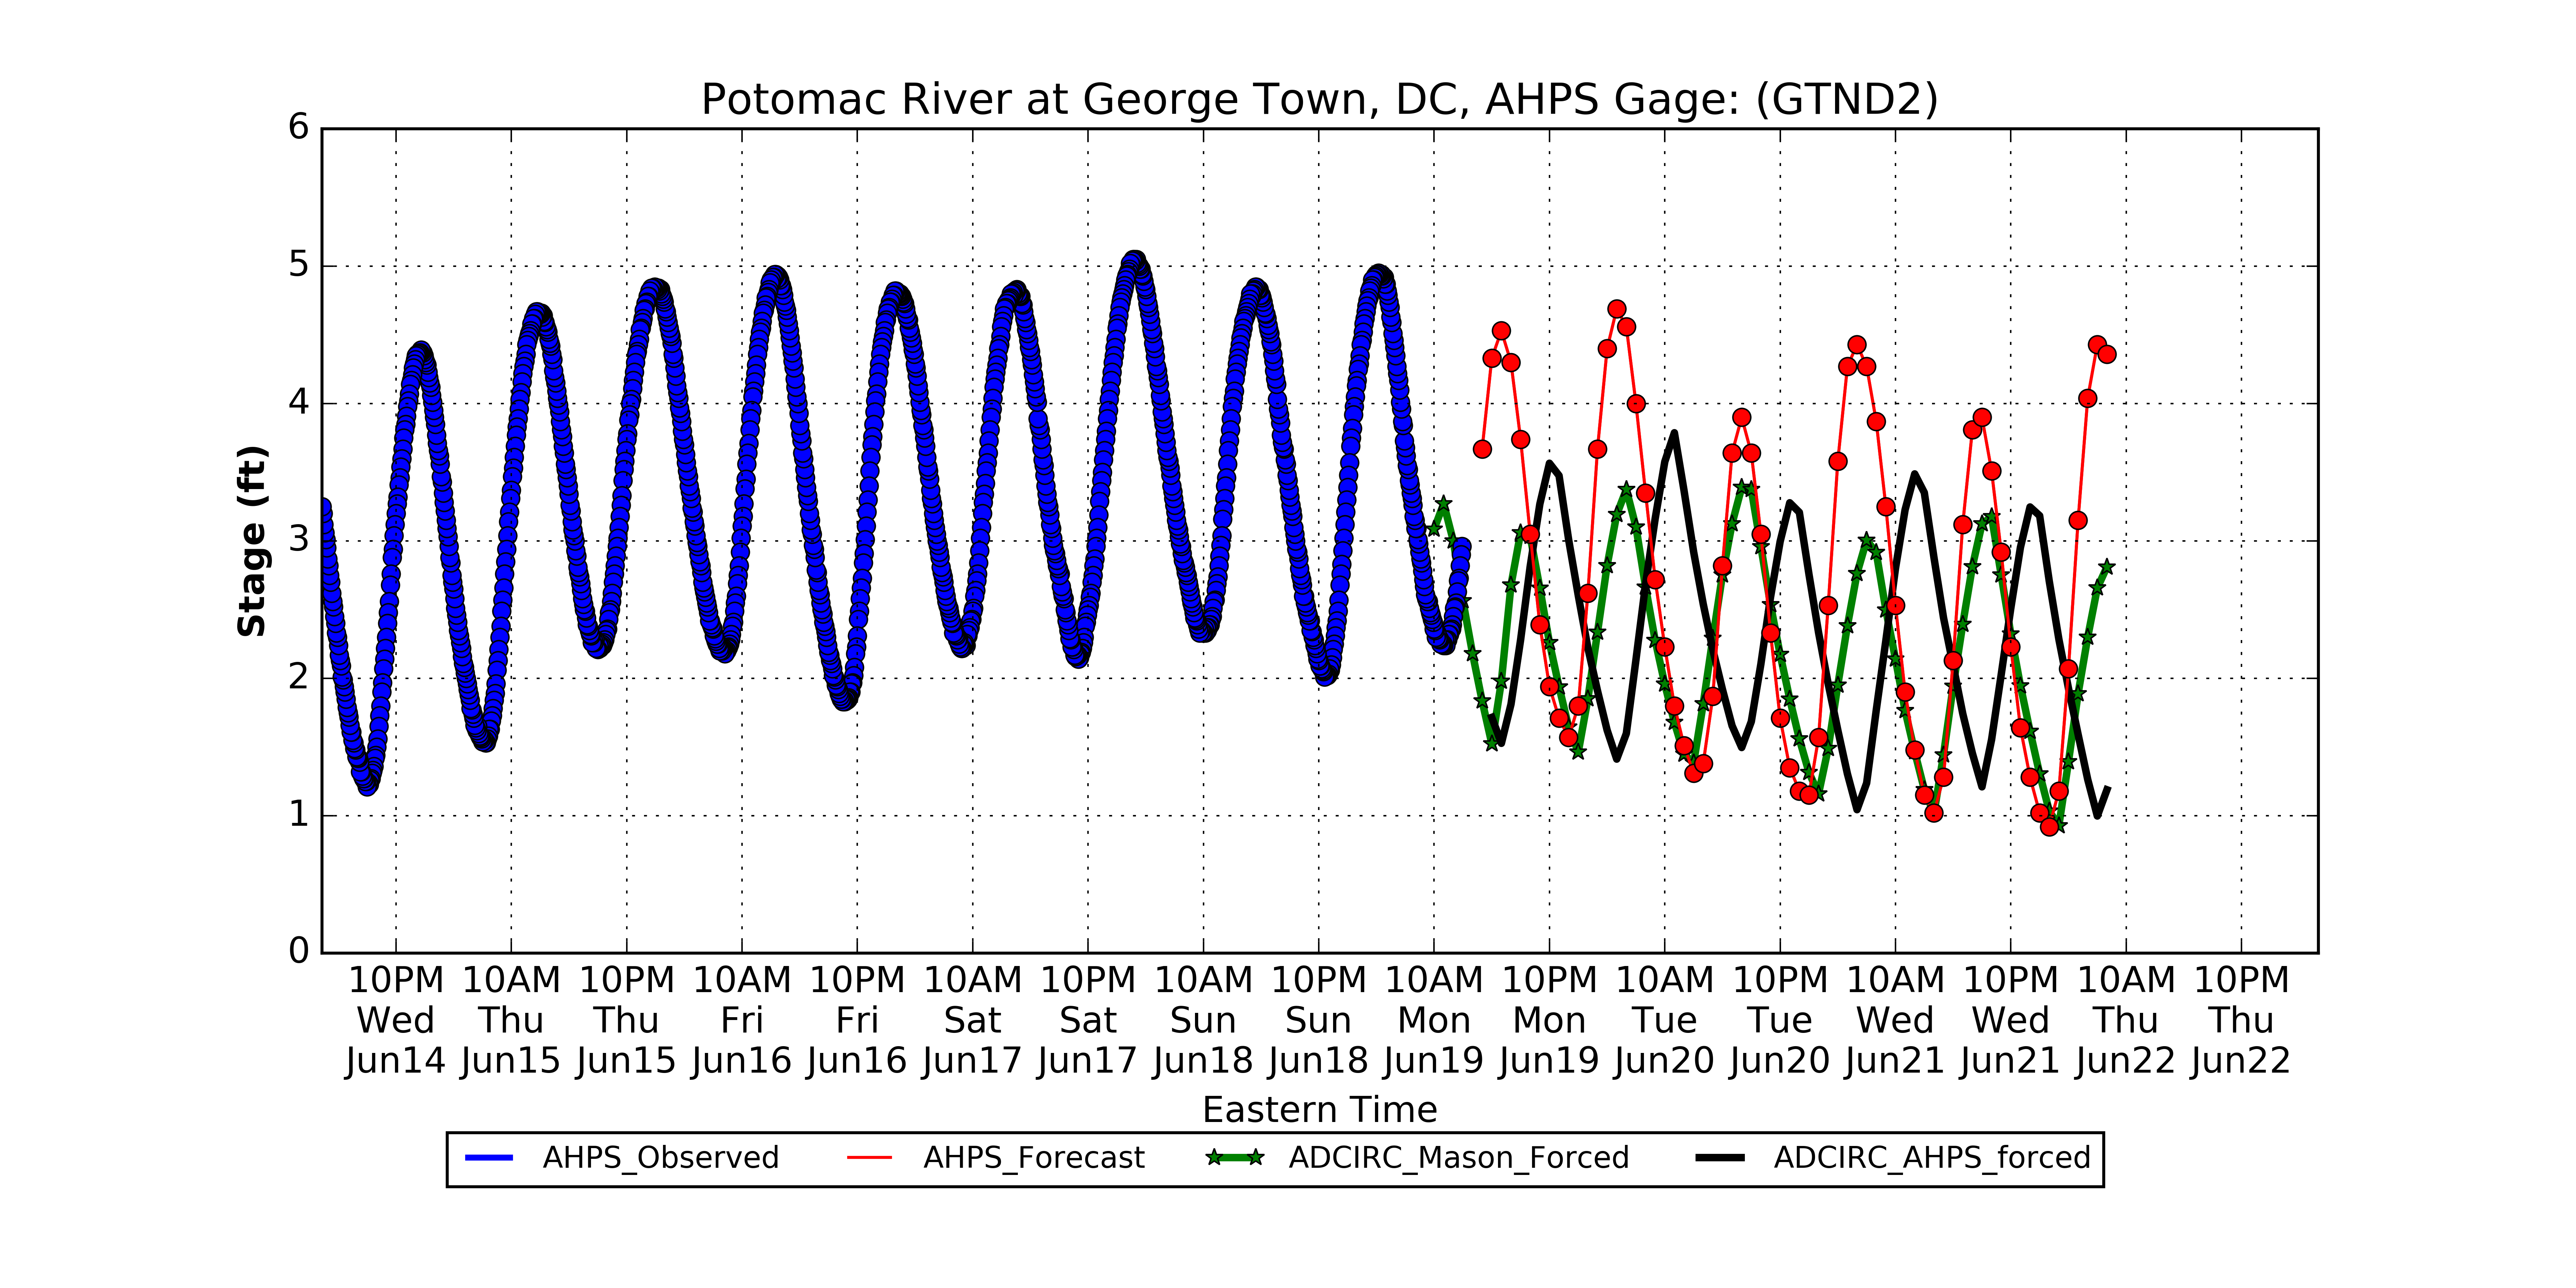 Potomac River at George Town, DC, AHPS Gage: (GTND2)
6
5
4
3
2
1
0
Stage (ft)
10PM 10AM 10PM 10AM 10PM 10AM 10PM 10AM 10PM 10AM 10PM 10AM 10PM 10AM 10PM 10AM 10PM
Wed Thu Thu Fri Fri Sat Sat Sun Sun Mon Mon Tue Tue Wed Wed Thu Thu
Jun14 Jun15 Jun15 Jun16 Jun16 Jun17 Jun17 Jun18 Jun18 Jun19 Jun19 Jun20 Jun20 Jun21 Jun21 Jun22 Jun22
Eastern Time
AHPS_Observed AHPS_Forecast ADCIRC_Mason_Forced ADCIRC_AHPS_forced